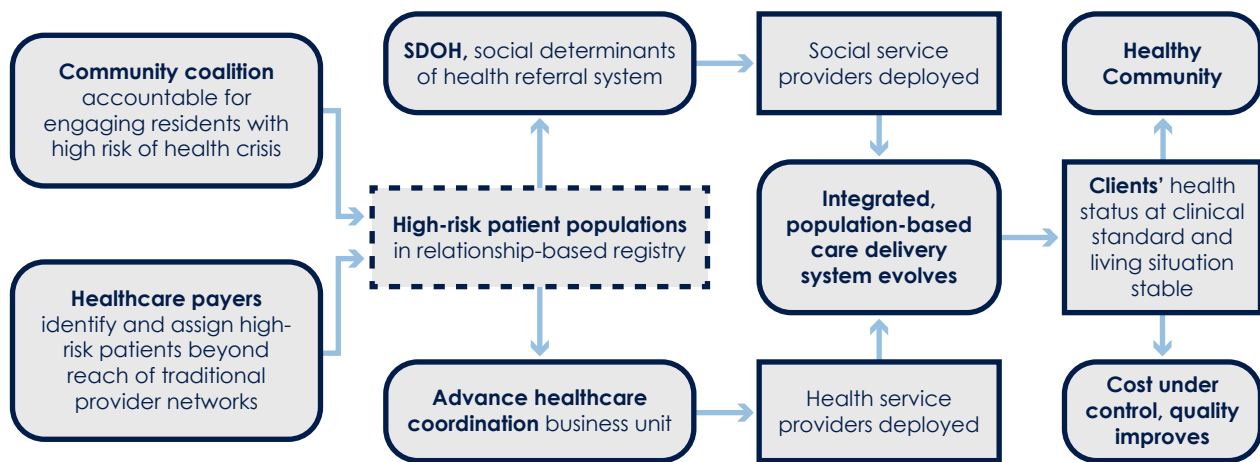 Community coalition
accountable for
engaging residents with
high risk of health crisis
Healthcare payers
identify and assign high-
risk patients beyond
reach of traditional
provider networks
SDOH, social determinants
of health referral system
High-risk patient populations
in relationship-based registry
Advance healthcare
coordination business unit
Social service
providers deployed
Integrated,
population-based
care delivery
system evolves
Health service
providers deployed
Healthy
Community
Clients’ health
status at clinical
standard and
living situation
stable
Cost under
control, quality
improves